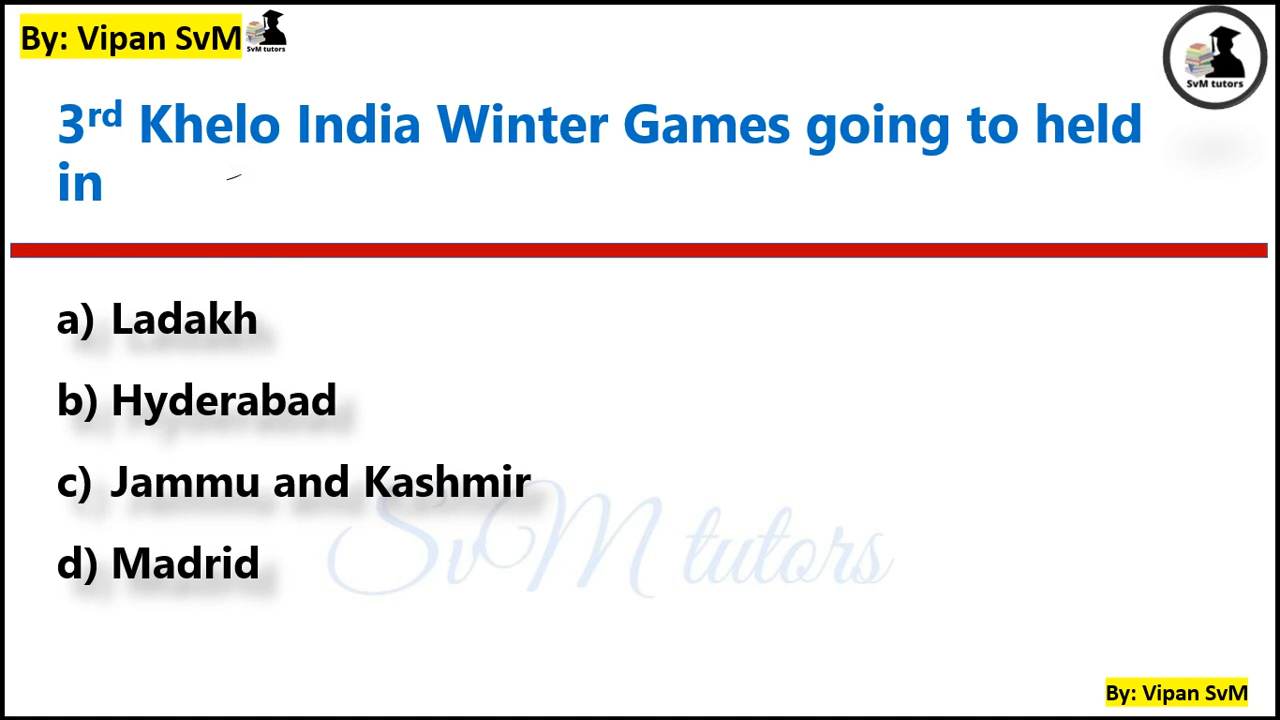 By: Vipan SvM
SvM tutors
SvM tutors
3rd Khelo India Winter Games going to held
in
a) Ladakh
b) Hyderabad
c) Jammu and Kashmir
d) Madrid
SvM tutors
By: Vipan SvM